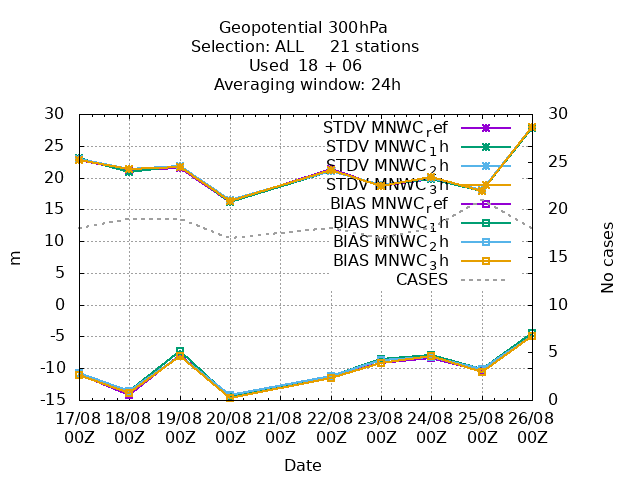 Geopotential 300hPa
Selection: ALL 21 stations
Used 18 + 06
Averaging window: 24h
30 30
25 25
20 20
15 15
10 10
5 5
0 0
-5
-10
-15
m
No cases
STDV MNWC_ref
STDV MNWC_1h
STDV MNWC_2h
STDV MNWC_3h
BIAS MNWC_ref
BIAS MNWC_1h
BIAS MNWC_2h
BIAS MNWC_3h
CASES
17/08 18/08 19/08 20/08 21/08 22/08 23/08 24/08 25/08 26/08
00Z 00Z 00Z 00Z 00Z 00Z 00Z 00Z 00Z 00Z
Date